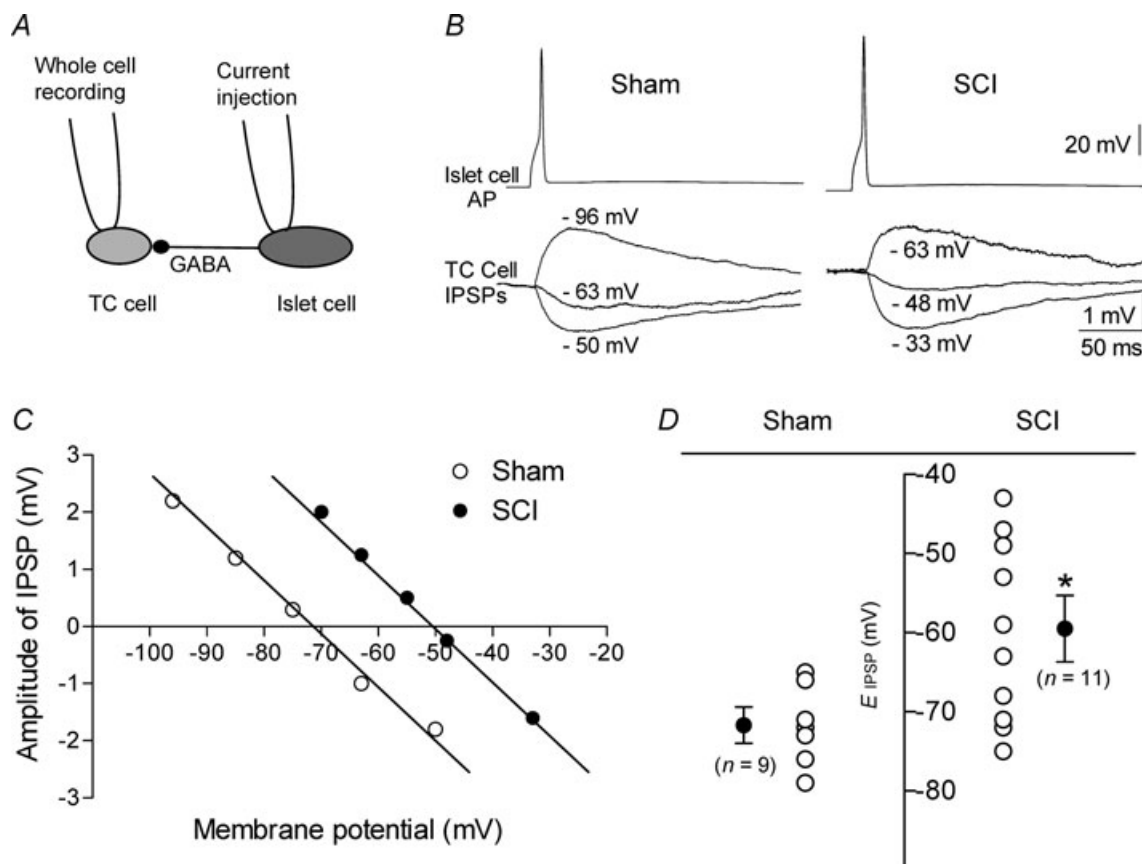 A
Whole cell
recording
Current
injection
GABA
TC cell
Islet cell
B
Sham
SCI
20 mV
Islet cell
AP
- 96 mV
- 63 mV
TC Cell
IPSPs
- 63 mV
- 48 mV
- 50 mV
- 33 mV
1 mV
50 ms
C
Amplitude of IPSP (mV)
3
2
1
0
-1
-2
-3
-100 -90 -80 -70 -60 -50 -40 -30 -20
Sham
SCI
Membrane potential (mV)
D
Sham
SCI
E IPSP (mV)
-40
-50
-60
-70
-80
*
(n = 9)
(n = 11)